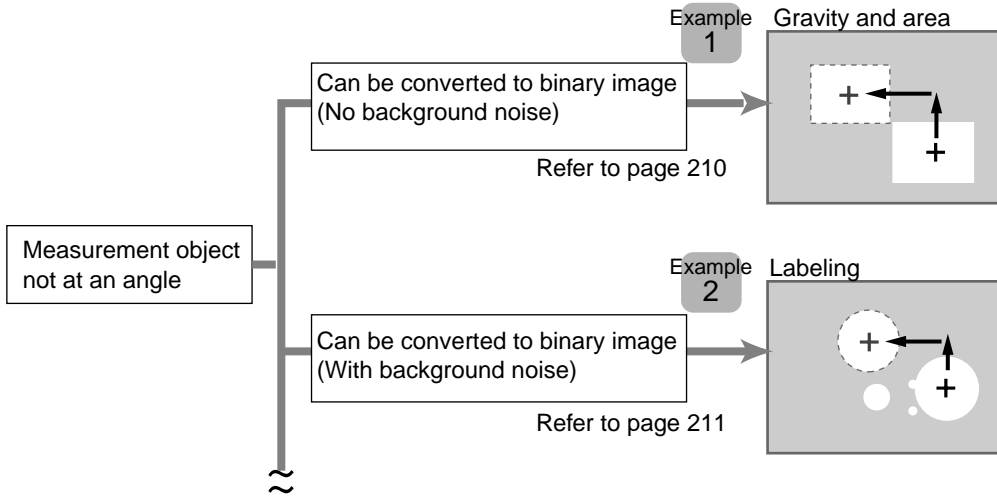 Example
1
Gravity and area
Can be converted to binary image
(No background noise)
Refer to page 210
Measurement object
not at an angle
Example
2
Labeling
Can be converted to binary image
(With background noise)
Refer to page 211